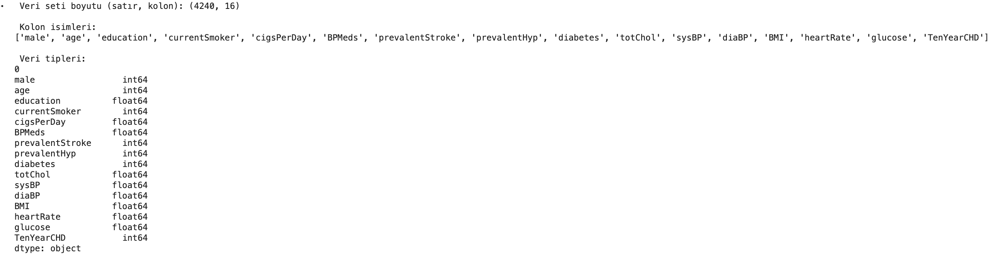 Veri seti boyutu (satır, kolon): (4240, 16)
Kolon isimleri:
['male', 'age', 'education', 'currentSmoker', 'cigsPerDay', 'BPMeds', 'prevalentStroke', 'prevalentHyp', 'diabetes', 'totChol', 'sysBP', 'diaBP', 'BMI', 'heartRate', 'glucose', 'TenYearCHD']
Veri tipleri:
0
male int64
age int64
education float64
currentSmoker int64
cigsPerDay float64
BPMeds float64
prevalentStroke int64
prevalentHyp int64
diabetes int64
totChol float64
sysBP float64
diaBP float64
BMI float64
heartRate float64
glucose float64
TenYearCHD int64
dtype: object